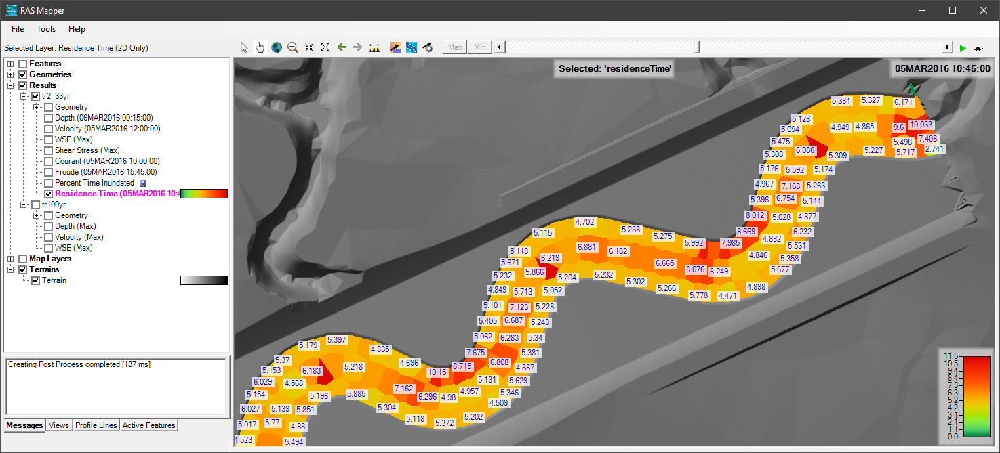 RAS Mapper
File Tools Help
Selected Layer: Residence Time (2D Only)
Max Min
Features
Geometries
Results
tr2_33yr
Geometry
Depth (06MAR2016 00:15:00)
Velocity (05MAR2016 12:00:00)
WSE (Max)
Shear Stress (Max)
Courant (05MAR2016 10:00:00)
Froude (05MAR2016 15:45:00)
Percent Time Inundated
Residence Time (05MAR2016 10:4
tr100yr
Geometry
Depth (Max)
Velocity (Max)
WSE (Max)
Map Layers
Terrains
Terrain
Creating Post Process completed [187 ms]
Messages Views Profile Lines Active Features
Selected: 'residenceTime'
05MAR2016 10:45:00
5.384 5.327 6.171
5.128
5.094 4.949 4.865 9.6 10.033
5.475 5.498 7.408
5.308 6.086 5.309 5.227 5.717 2.741
5.176 5.592 5.174
4.967 7.168 5.263
5.396 6.754 5.144
8.012 5.028 4.877
8.669 6.232
4.702 5.238 5.275 5.992 7.985 4.882 5.531
5.115
5.118 6.881 6.162 4.846 5.358
5.671 6.219 6.665 8.076 6.249 5.677
5.232 5.866 5.204 5.232 5.302 5.266 5.778 4.471 4.898
4.849 5.713 5.052
5.101 7.123 5.228
5.405 6.687 5.243
5.062 6.283 5.34
7.675 6.808 5.381
8.715 4.887
5.179 5.397 4.835 4.696 10.15 5.131 5.629
5.37
5.153 6.183 5.218 7.162 6.296 4.98 4.957 5.346
6.029 4.568 4.509
5.154 5.196 5.885 5.304 5.118 5.372 5.202
6.027 5.139 5.851
5.017 5.77 4.88
4.523 5.494
11.5
10.5
9.4
8.4
7.3
6.3
5.2
4.2
3.1
2.1
1.1
0.0